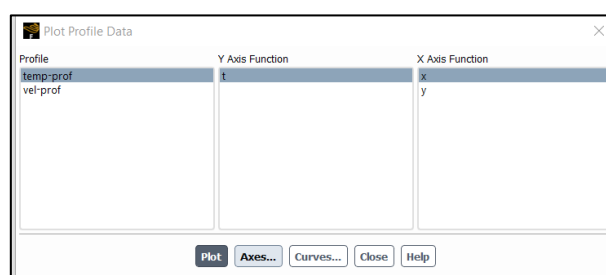 Plot Profile Data
Profile
Y Axis Function
X Axis Function
temp-prof
t
x
vel-prof
y
Plot
Axes...
Curves...
Close
Help